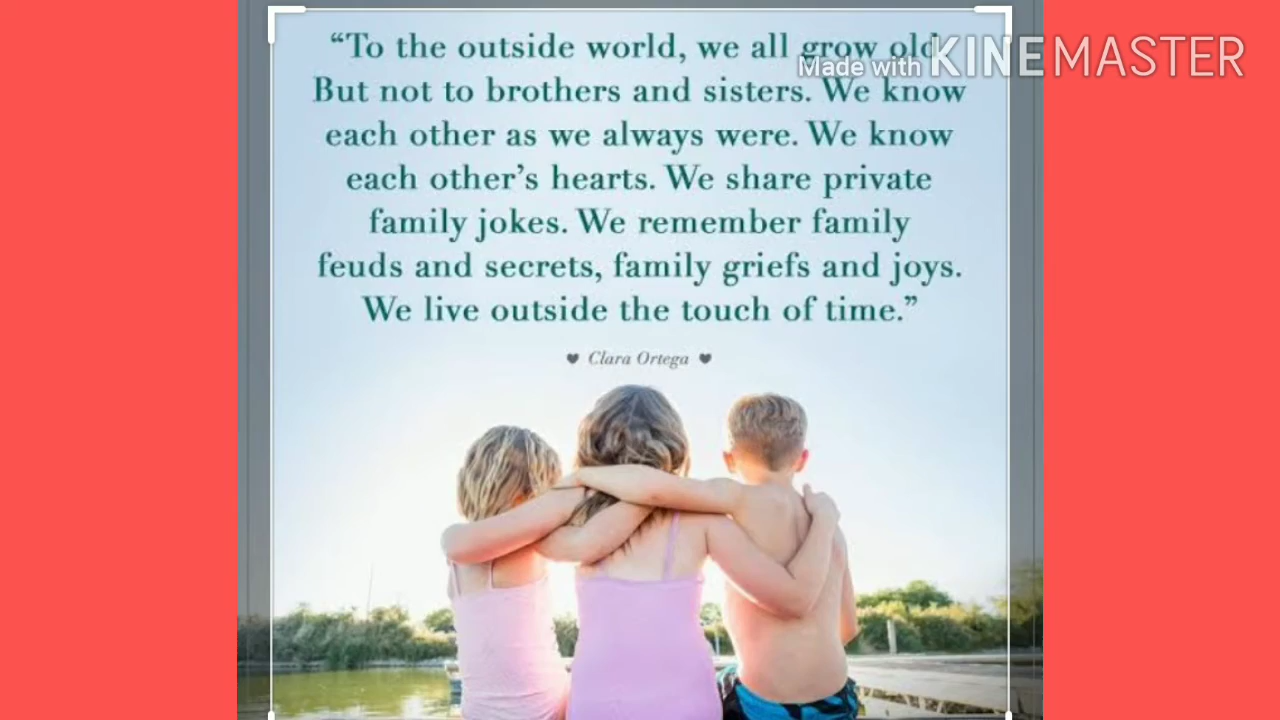 “To the outside world, we all grow old.
But not to brothers and sisters. We know
each other as we always were. We know
each other’s hearts. We share private
family jokes. We remember family
feuds and secrets, family griefs and joys.
We live outside the touch of time.”
♥ Clara Ortega ♥
Made with KINEMASTER